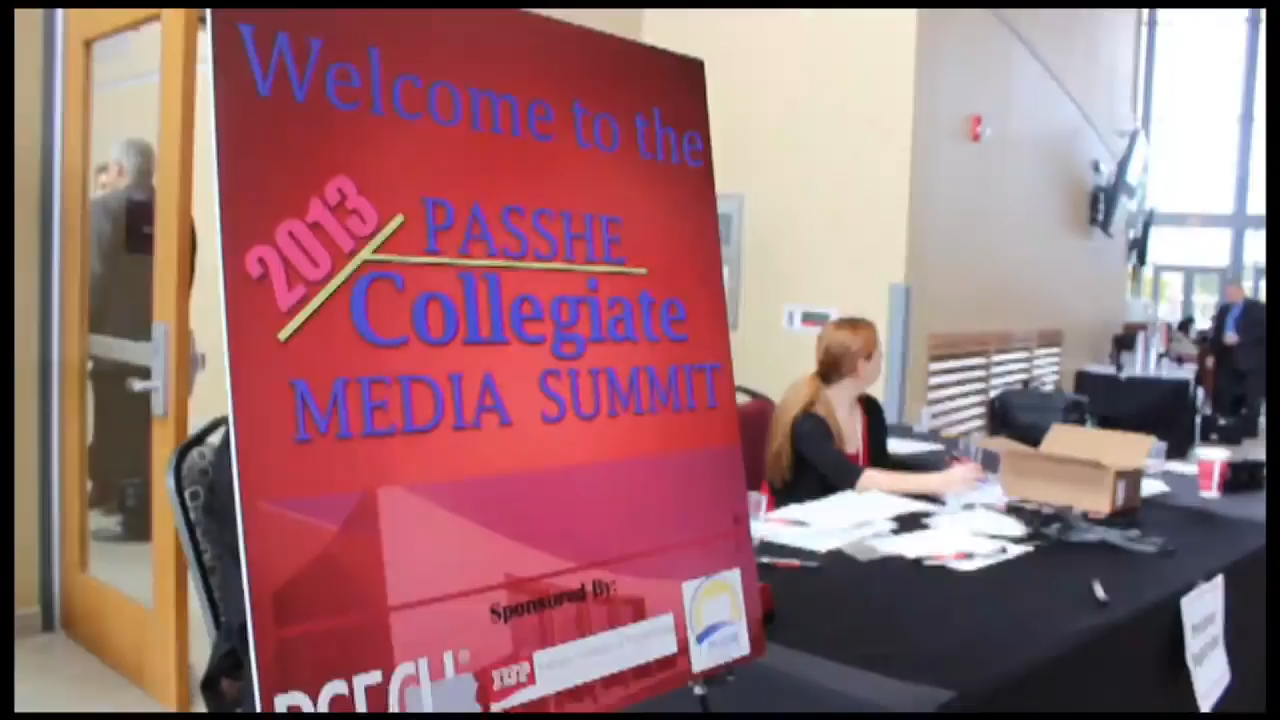 Welcome to the
2013 PASSHE
Collegiate
MEDIA SUMMIT
Sponsored By:
IUP